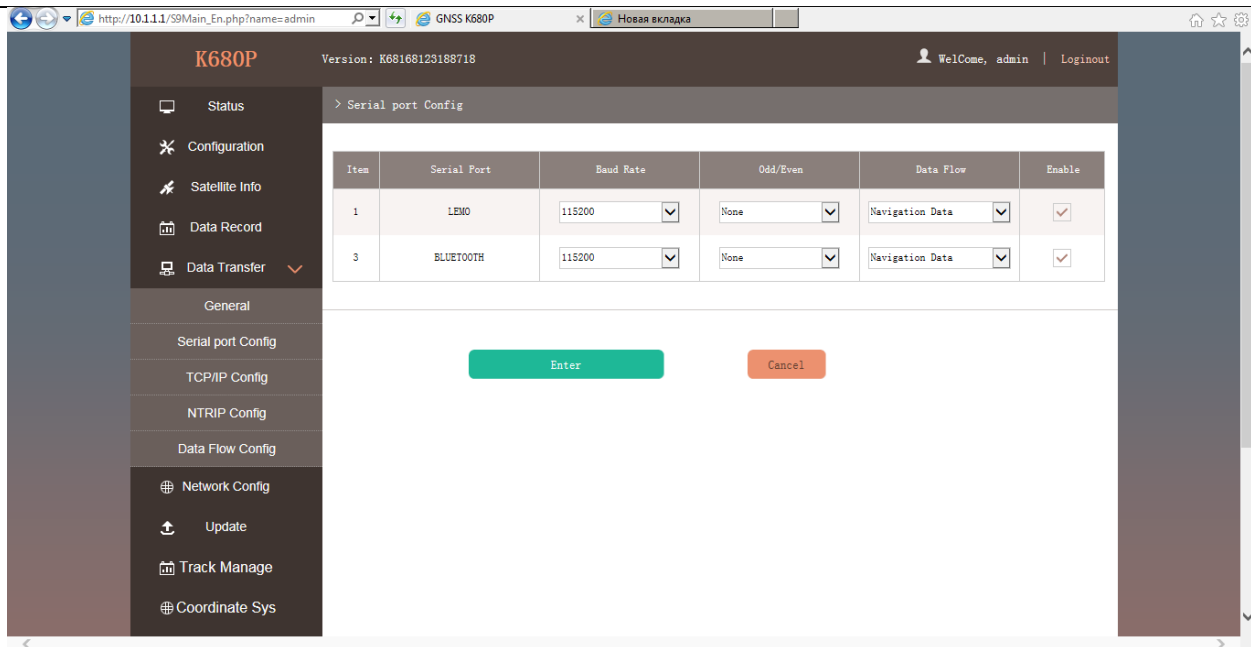 http://10.1.1.1/S9Main_En.php?name=admin
GNSS K680P
Новая вкладка
K680P
Version: K68168123188718
WelCome, admin | Loginout
Status
Configuration
Satellite Info
Data Record
Data Transfer
General
Serial port Config
TCP/IP Config
NTRIP Config
Data Flow Config
Network Config
Update
Track Manage
Coordinate Sys
> Serial port Config
Item Serial Port Baud Rate Odd/Even Data Flow Enable
1 LEMO 115200 None Navigation Data
3 BLUETOOTH 115200 None Navigation Data
Enter Cancel